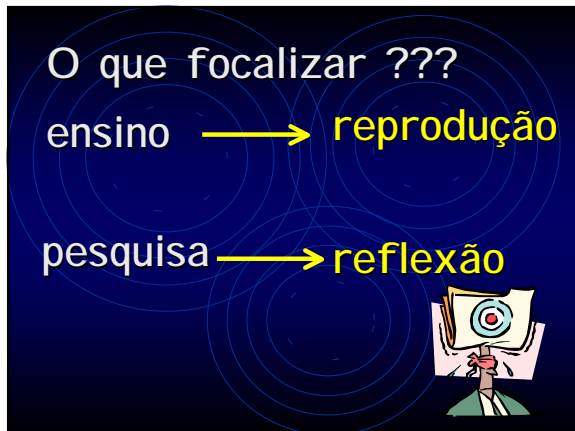 O que focalizar ???
ensino → reprodução
pesquisa → reflexão